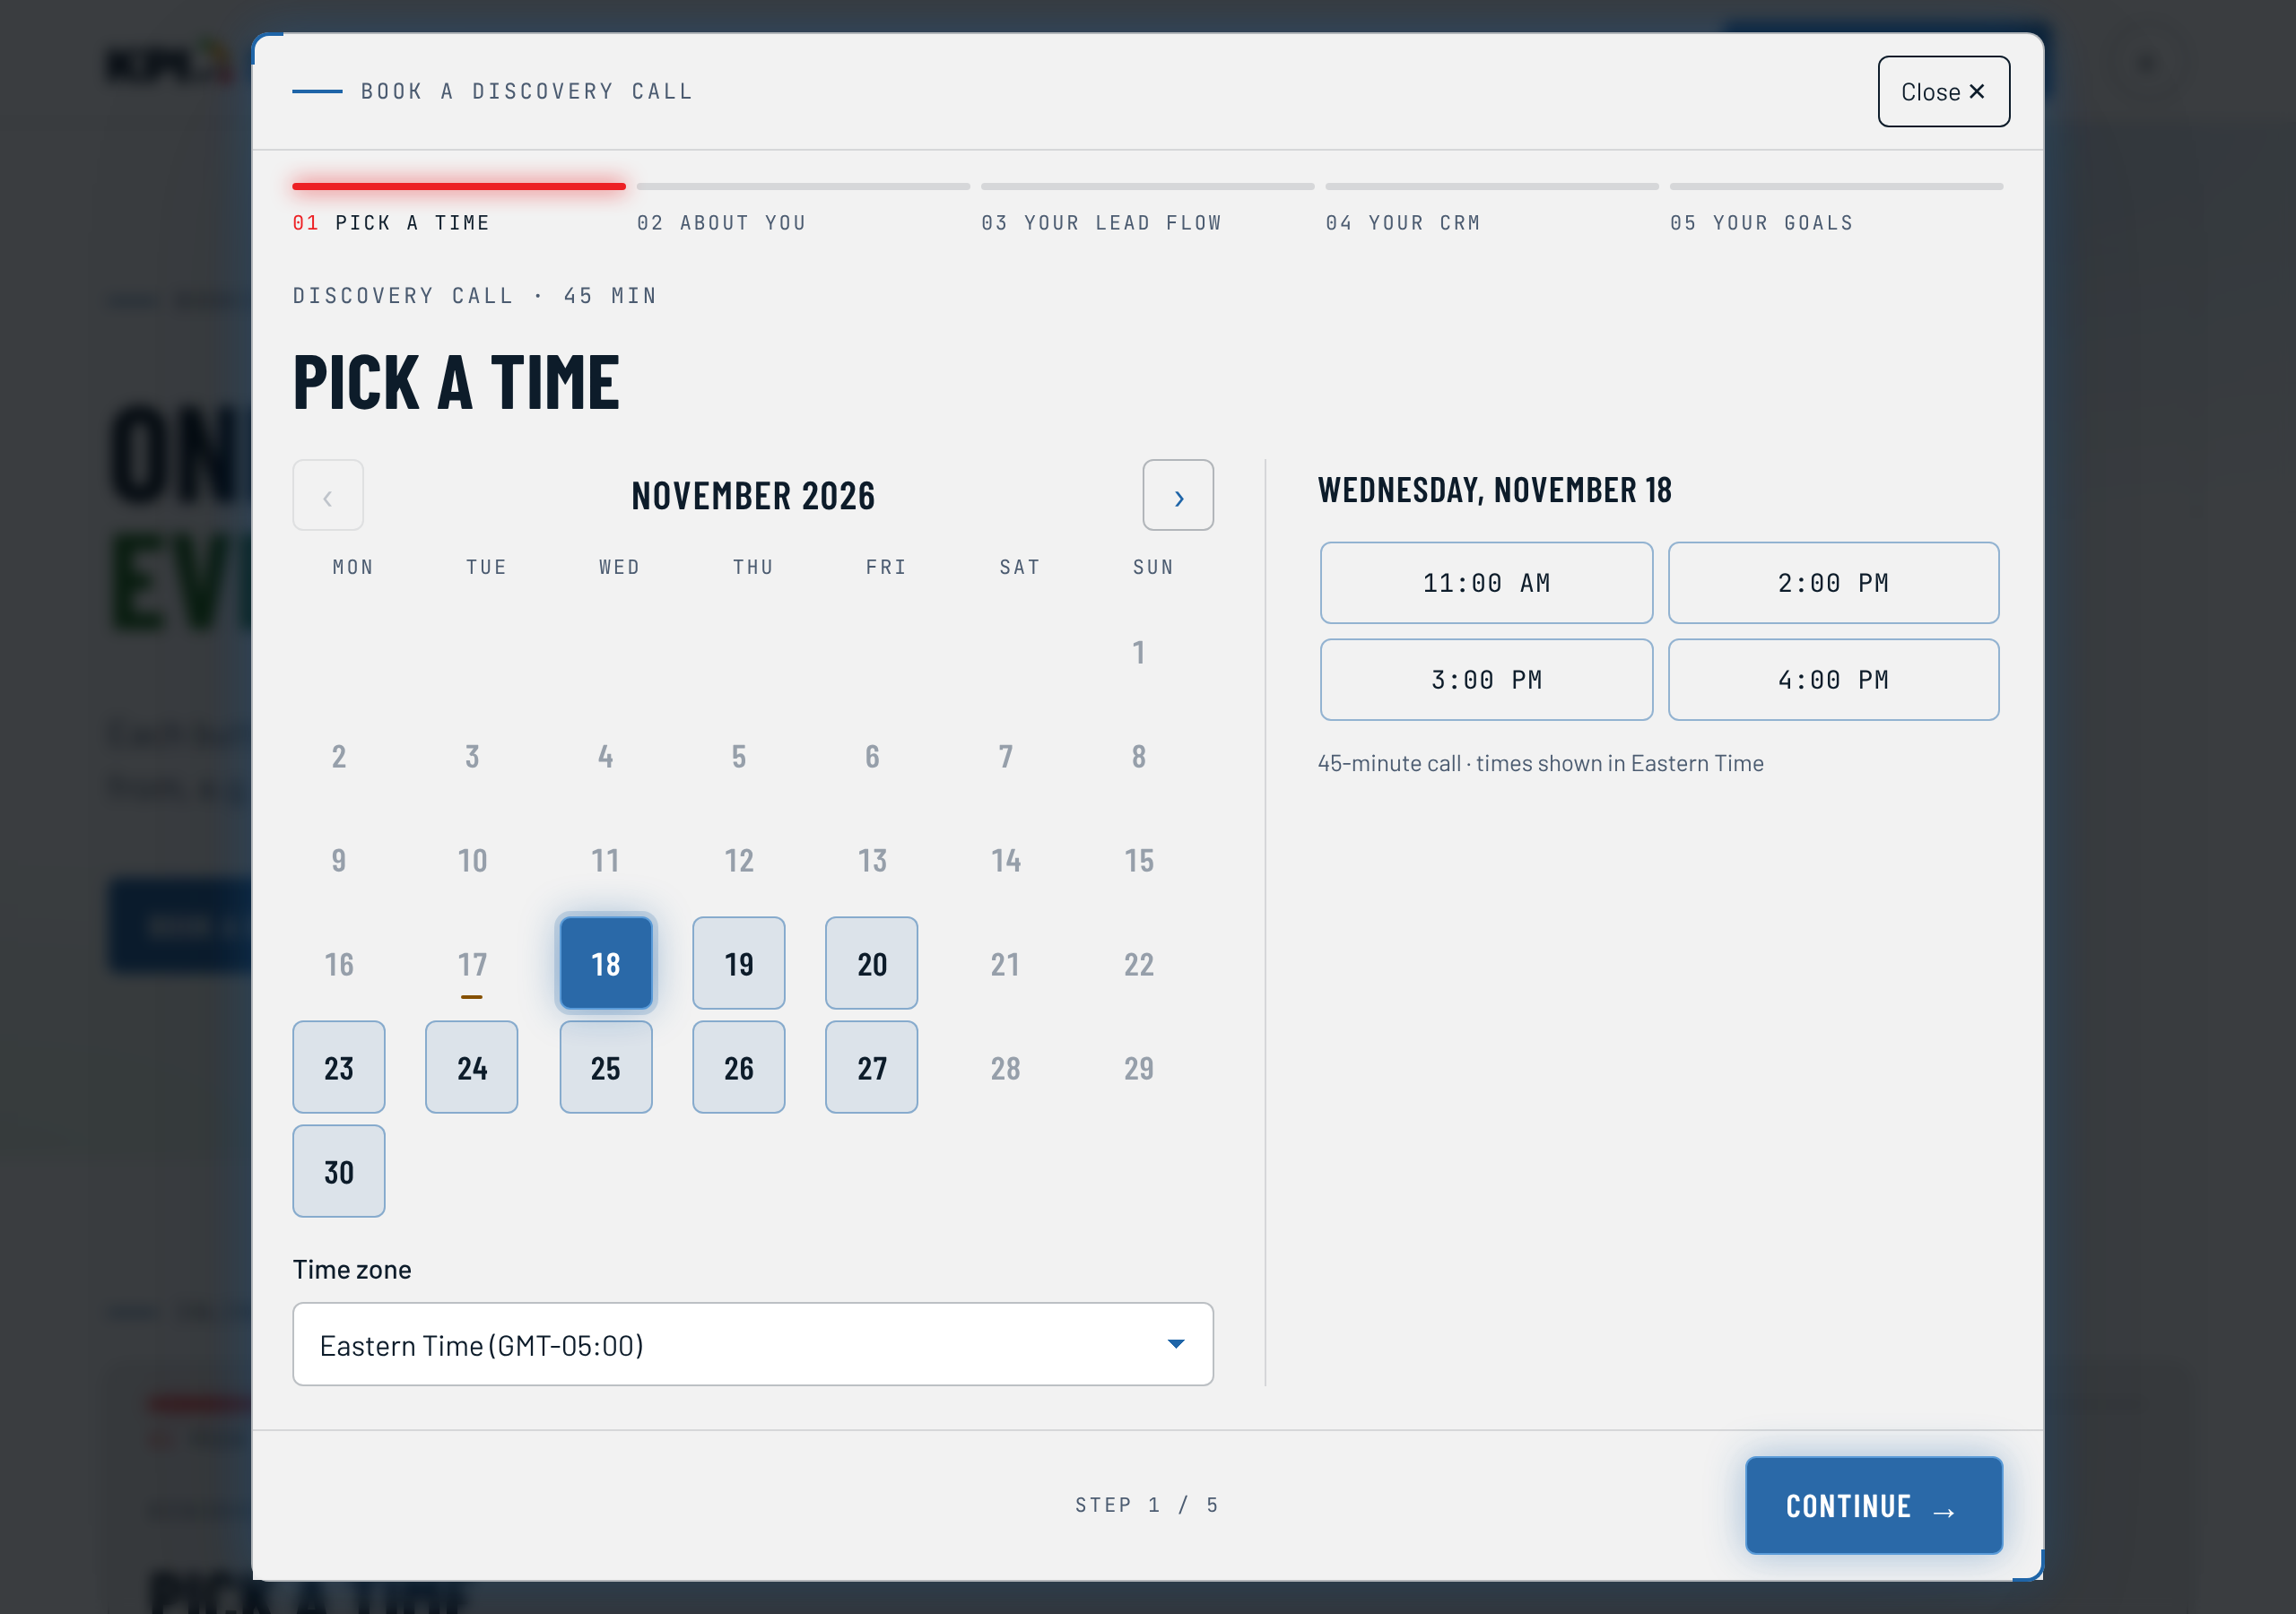 BOOK A DISCOVERY CALL
Close ✕
01 PICK A TIME
02 ABOUT YOU
03 YOUR LEAD FLOW
04 YOUR CRM
05 YOUR GOALS
DISCOVERY CALL · 45 MIN
PICK A TIME
‹ NOVEMBER 2026 ›
MON TUE WED THU FRI SAT SUN
1
2 3 4 5 6 7 8
9 10 11 12 13 14 15
16 17 18 19 20 21 22
23 24 25 26 27 28 29
30
Time zone
Eastern Time (GMT-05:00)
WEDNESDAY, NOVEMBER 18
11:00 AM 2:00 PM
3:00 PM 4:00 PM
45-minute call · times shown in Eastern Time
STEP 1 / 5
CONTINUE →
PICK A TIME